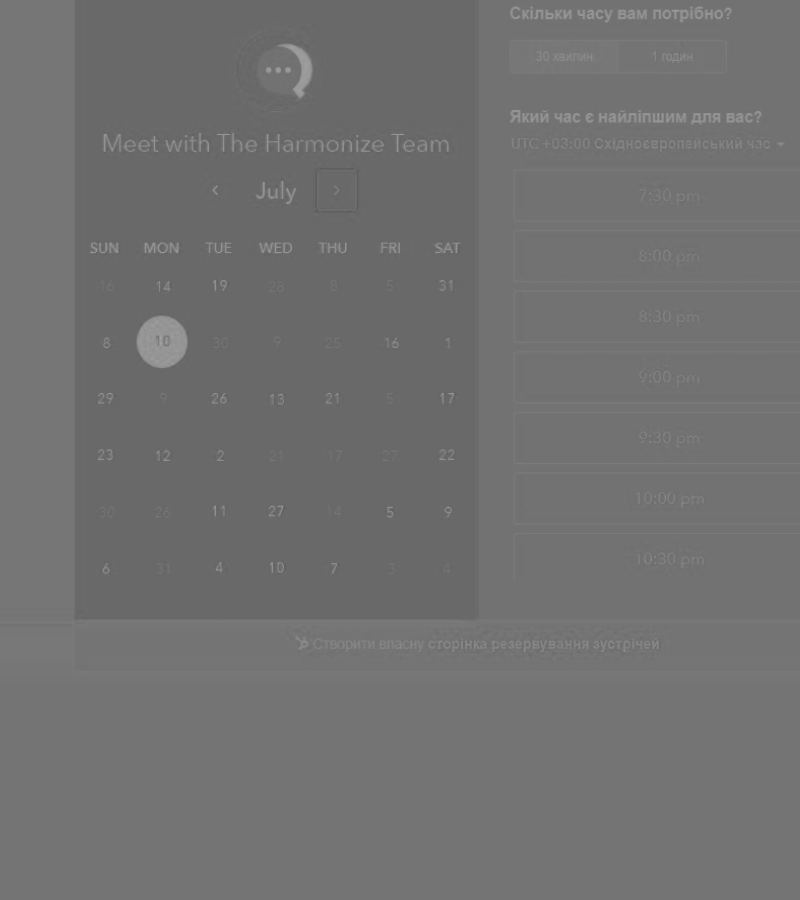 Скільки часу вам потрібно?
30 хвилин 1 годин
Meet with The Harmonize Team
July
SUN MON TUE WED THU FRI SAT
16 14 19 28 3 5 31
8 10 30 9 25 16 1
29 9 26 13 21 5 17
23 12 2 21 17 27 22
30 26 11 27 14 5 9
6 31 4 10 7 3 4
Який час є найліпшим для вас?
UTC +03:00 Східноєвропейський час
7:30 pm
8:00 pm
8:30 pm
9:00 pm
9:30 pm
10:00 pm
10:30 pm
Створити власну сторінка резервування зустрічей